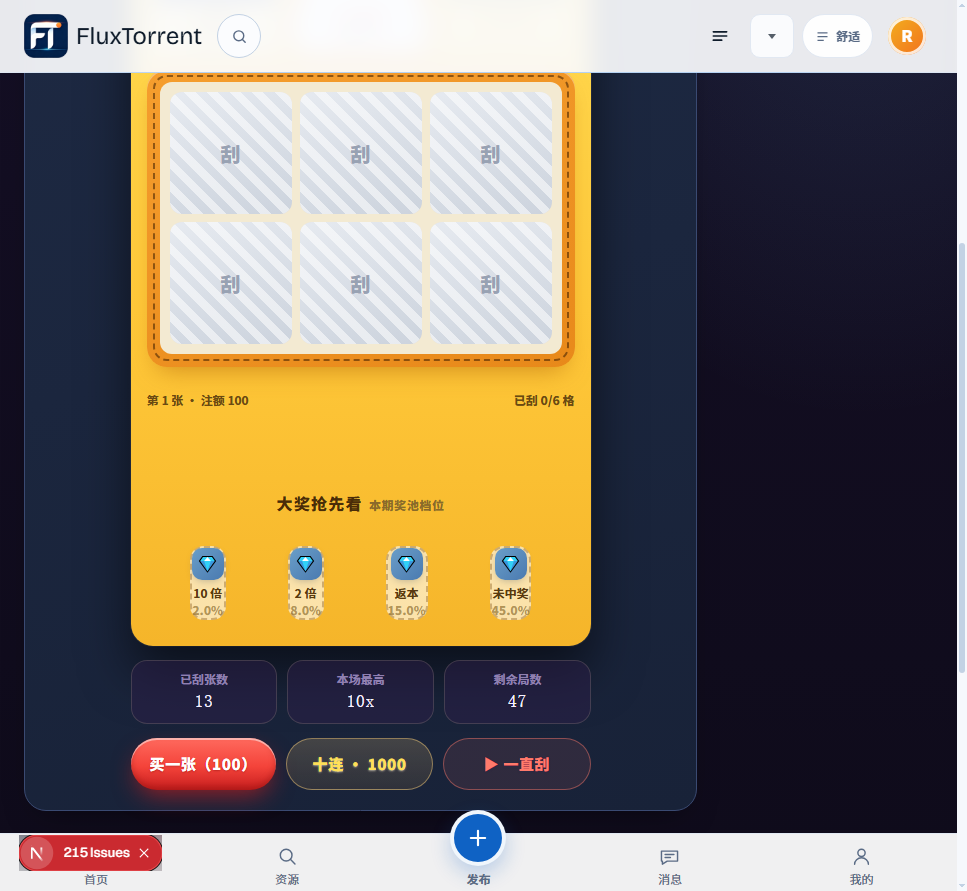 FluxTorrent
舒适
R
刮 刮 刮
刮 刮 刮
第 1 张 · 注额 100
已刮 0/6 格
大奖抢先看 本期奖池档位
10 倍 2 倍 返本 未中奖
2.0% 8.0% 15.0% 45.0%
已刮张数 本场最高 剩余局数
13 10x 47
买一张（100） 十连 · 1000 ▶ 一直刮
N 215 Issues
首页 资源 发布 消息 我的